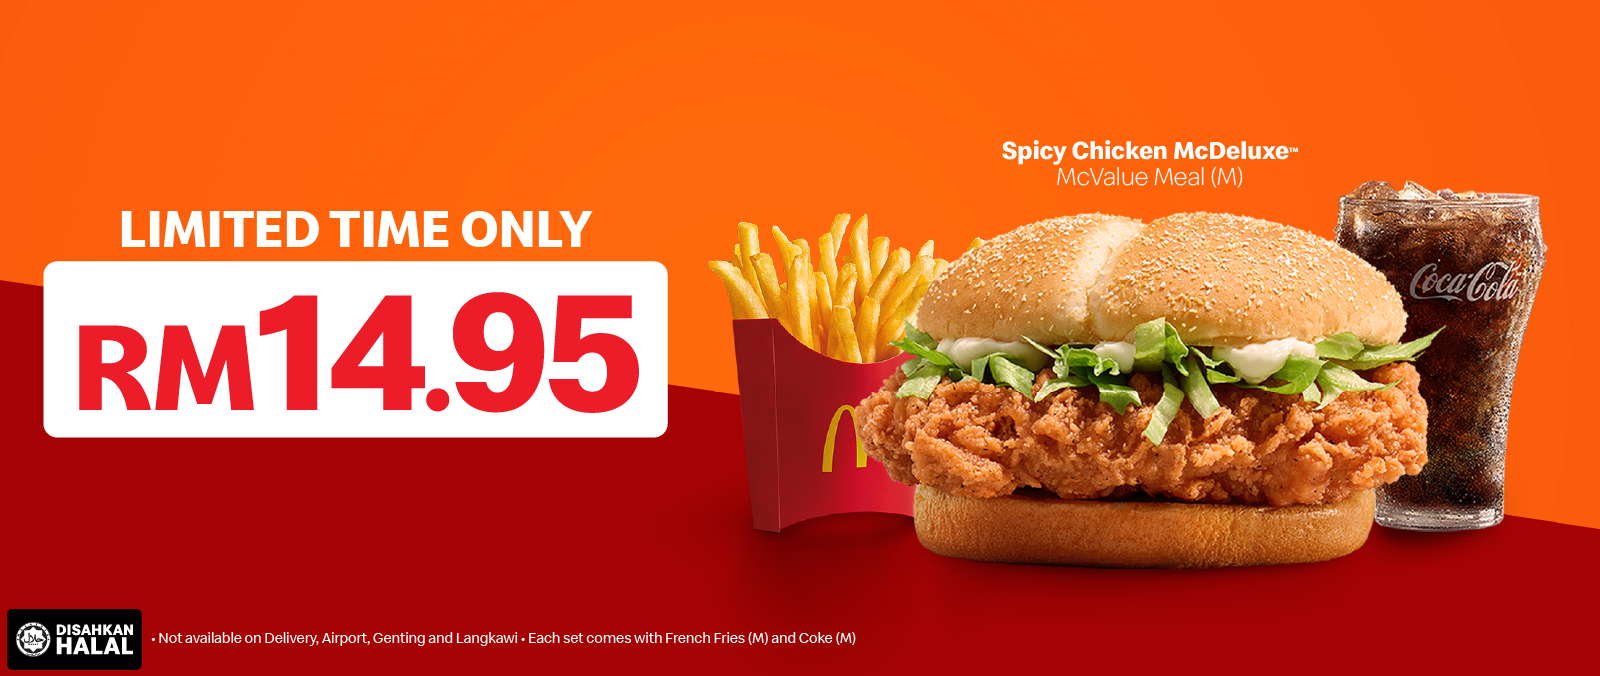 LIMITED TIME ONLY
RM14.95
Spicy Chicken McDeluxe™
McValue Meal (M)
Coca-Cola
DISAHKAN
HALAL
• Not available on Delivery, Airport, Genting and Langkawi • Each set comes with French Fries (M) and Coke (M)